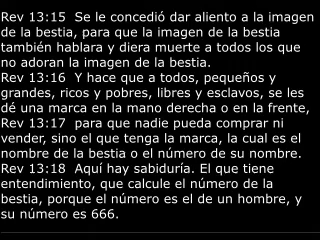 Rev 13:15  Se le concedió dar aliento a la imagen
de la bestia, para que la imagen de la bestia
también hablara y diera muerte a todos los que
no adoran la imagen de la bestia.
Rev 13:16  Y hace que a todos, pequeños y
grandes, ricos y pobres, libres y esclavos, se les
dé una marca en la mano derecha o en la frente,
Rev 13:17  para que nadie pueda comprar ni
vender, sino el que tenga la marca, la cual es el
nombre de la bestia o el número de su nombre.
Rev 13:18  Aquí hay sabiduría. El que tiene
entendimiento, que calcule el número de la
bestia, porque el número es el de un hombre, y
su número es 666.